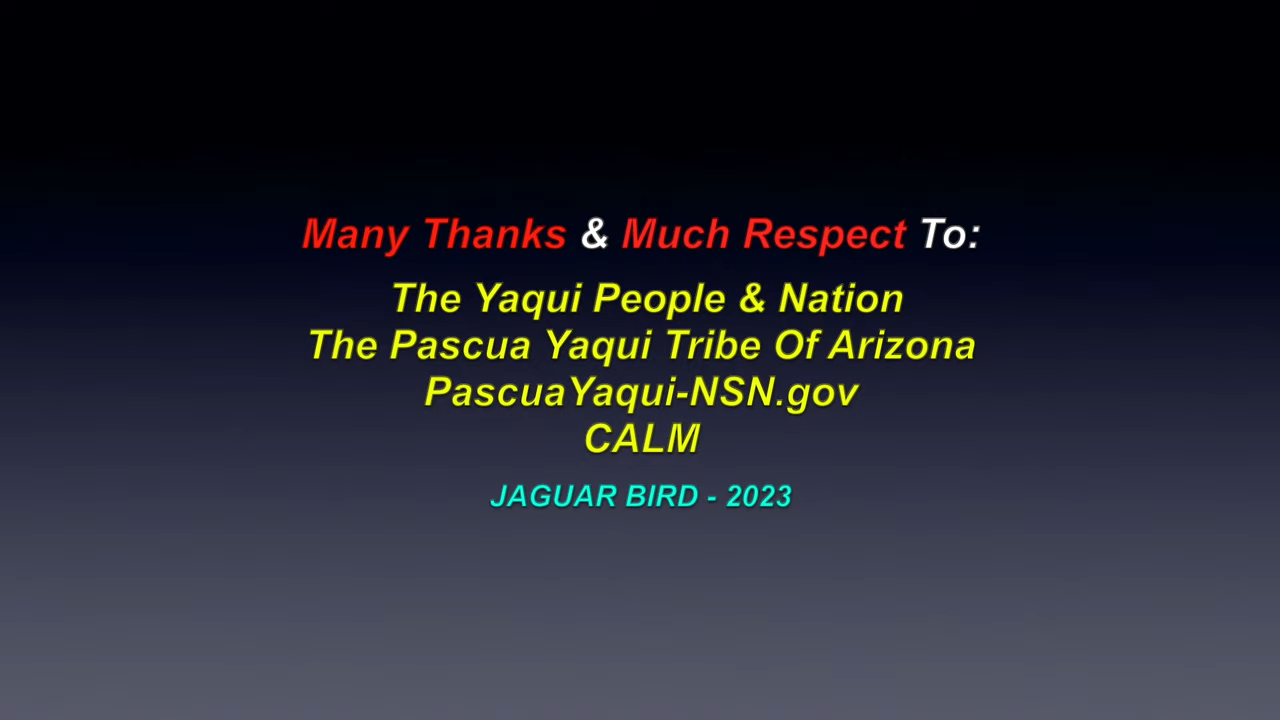 Many Thanks & Much Respect To:
The Yaqui People & Nation
The Pascua Yaqui Tribe Of Arizona
PascuaYaqui-NSN.gov
CALM
JAGUAR BIRD - 2023